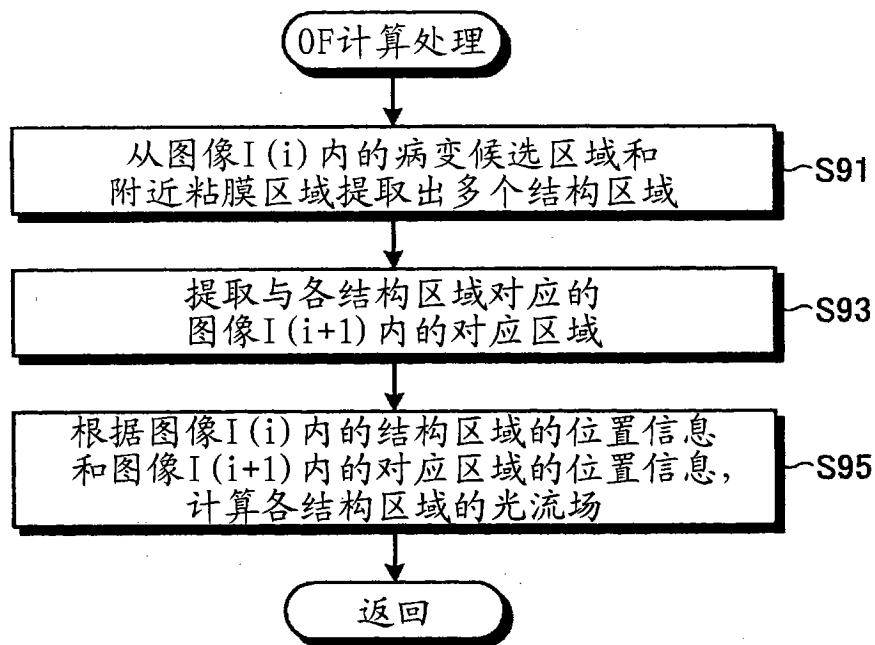 OF计算处理
从图像I(i)内的病变候选区域和
附近粘膜区域提取出多个结构区域
S91
提取与各结构区域对应的
图像I(i+1)内的对应区域
S93
根据图像I(i)内的结构区域的位置信息
和图像I(i+1)内的对应区域的位置信息，
计算各结构区域的光流场
S95
返回